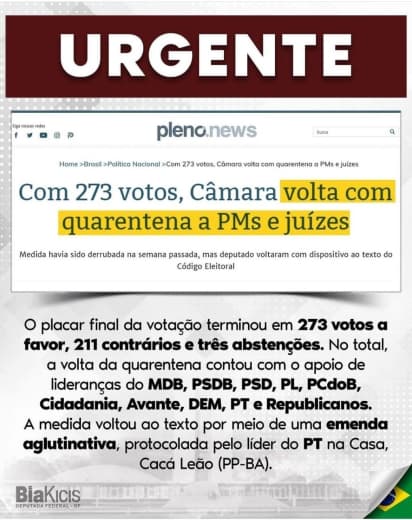 URGENTE
Siga nossas redes
pleno.news
Busca
Home >Brasil >Política Nacional >Com 273 votos, Câmara volta com quarentena a PMs e juízes
Com 273 votos, Câmara volta com
quarentena a PMs e juízes
Medida havia sido derrubada na semana passada, mas deputado voltaram com dispositivo ao texto do
Código Eleitoral
O placar final da votação terminou em 273 votos a
favor, 211 contrários e três abstenções. No total,
a volta da quarentena contou com o apoio de
lideranças do MDB, PSDB, PSD, PL, PCdoB,
Cidadania, Avante, DEM, PT e Republicanos.
A medida voltou ao texto por meio de uma emenda
aglutinativa, protocolada pelo líder do PT na Casa,
Cacá Leão (PP-BA).
BiaKicis
DEPUTADA FEDERAL - DF